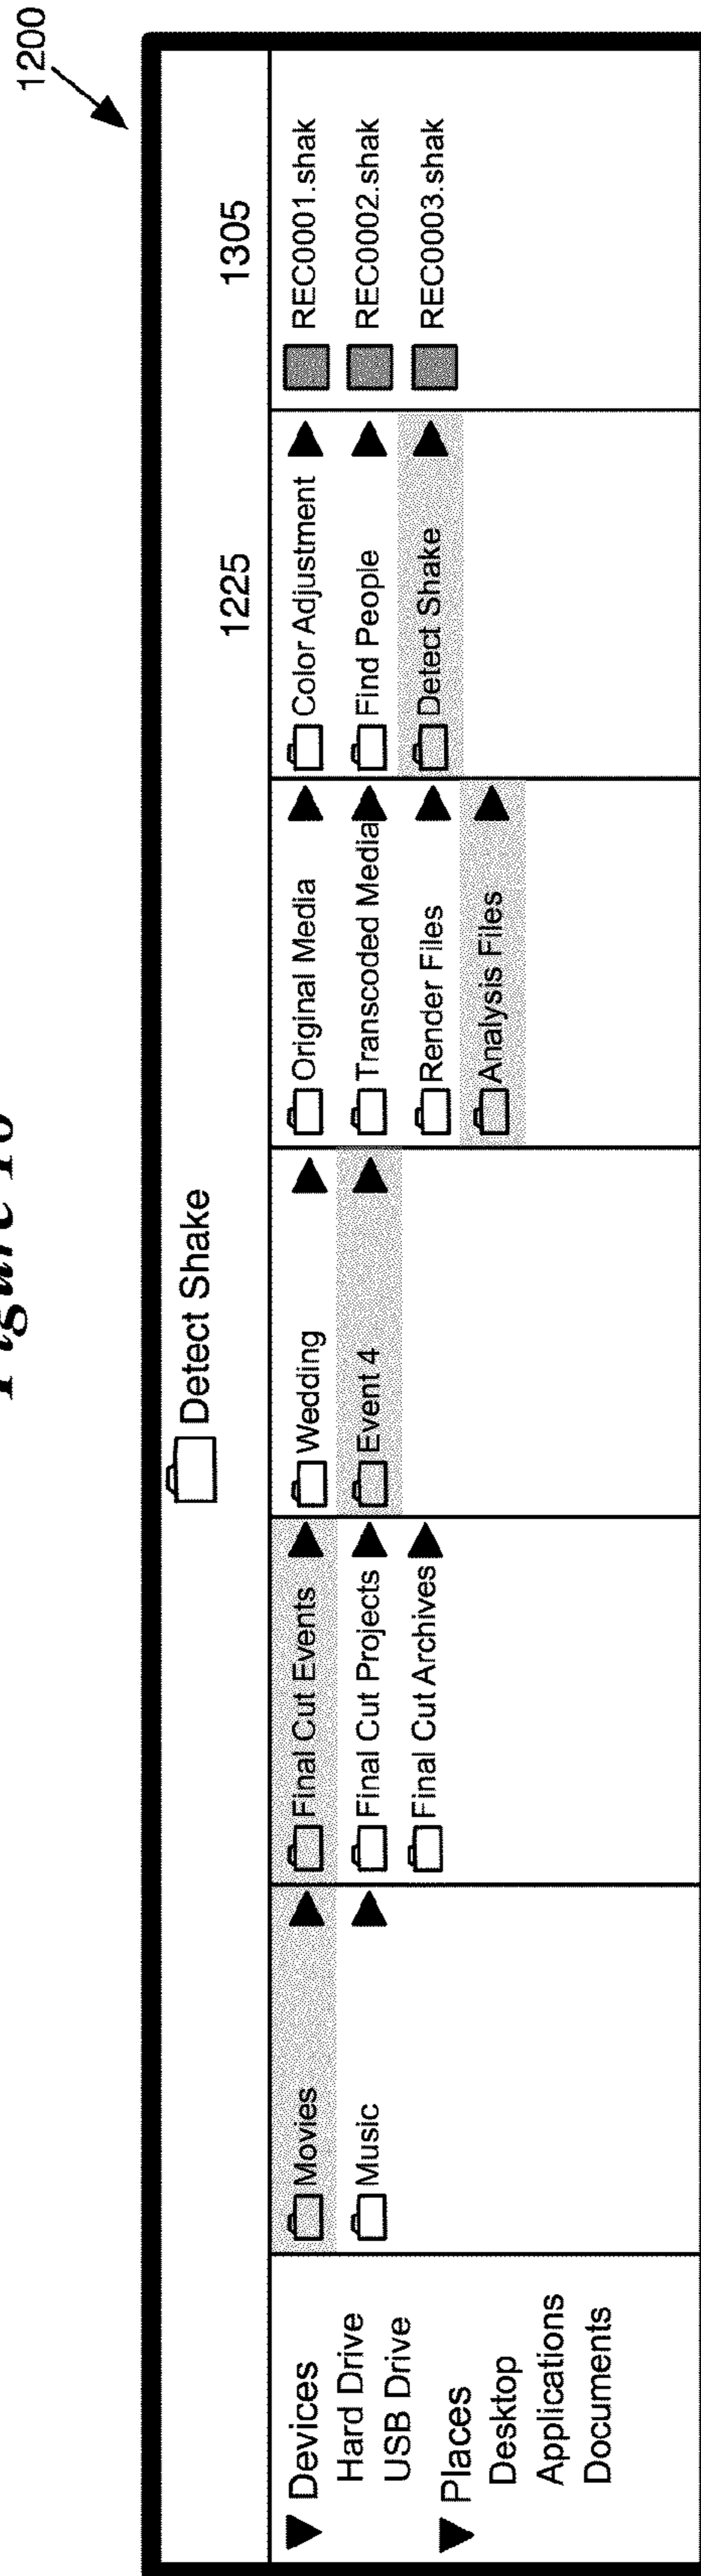 1200
Detect Shake
1225
1305
Devices
Hard Drive
USB Drive
Places
Desktop
Applications
Documents
Movies
Music
Final Cut Events
Final Cut Projects
Final Cut Archives
Wedding
Event 4
Original Media
Transcoded Media
Render Files
Analysis Files
Color Adjustment
Find People
Detect Shake
REC0001.shak
REC0002.shak
REC0003.shak